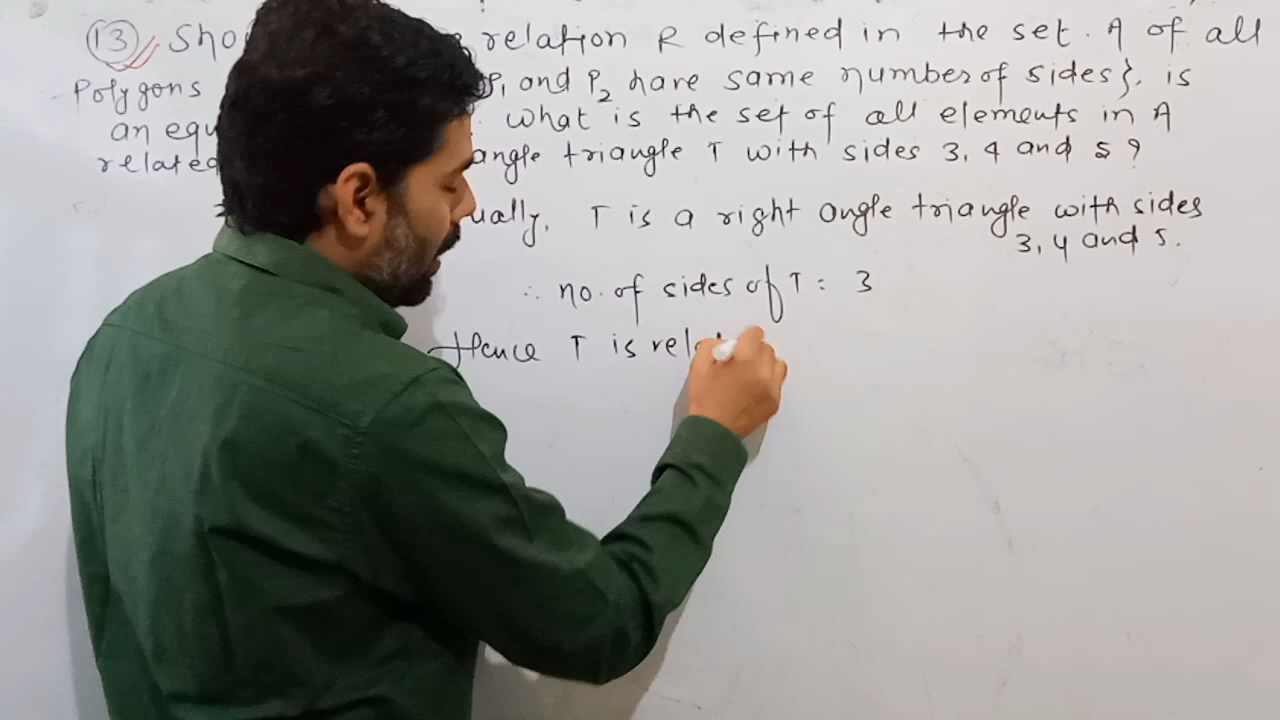 (13) Sho relation R defined in the set. A of all
Polygons P1 and P2 have same number of sides}, is
an equ what is the set of all elements in A
related angle triangle T with sides 3, 4 and 5?
ually, T is a right angle triangle with sides
3, 4 and 5.
∴ no. of sides of T = 3
Hence T is rela